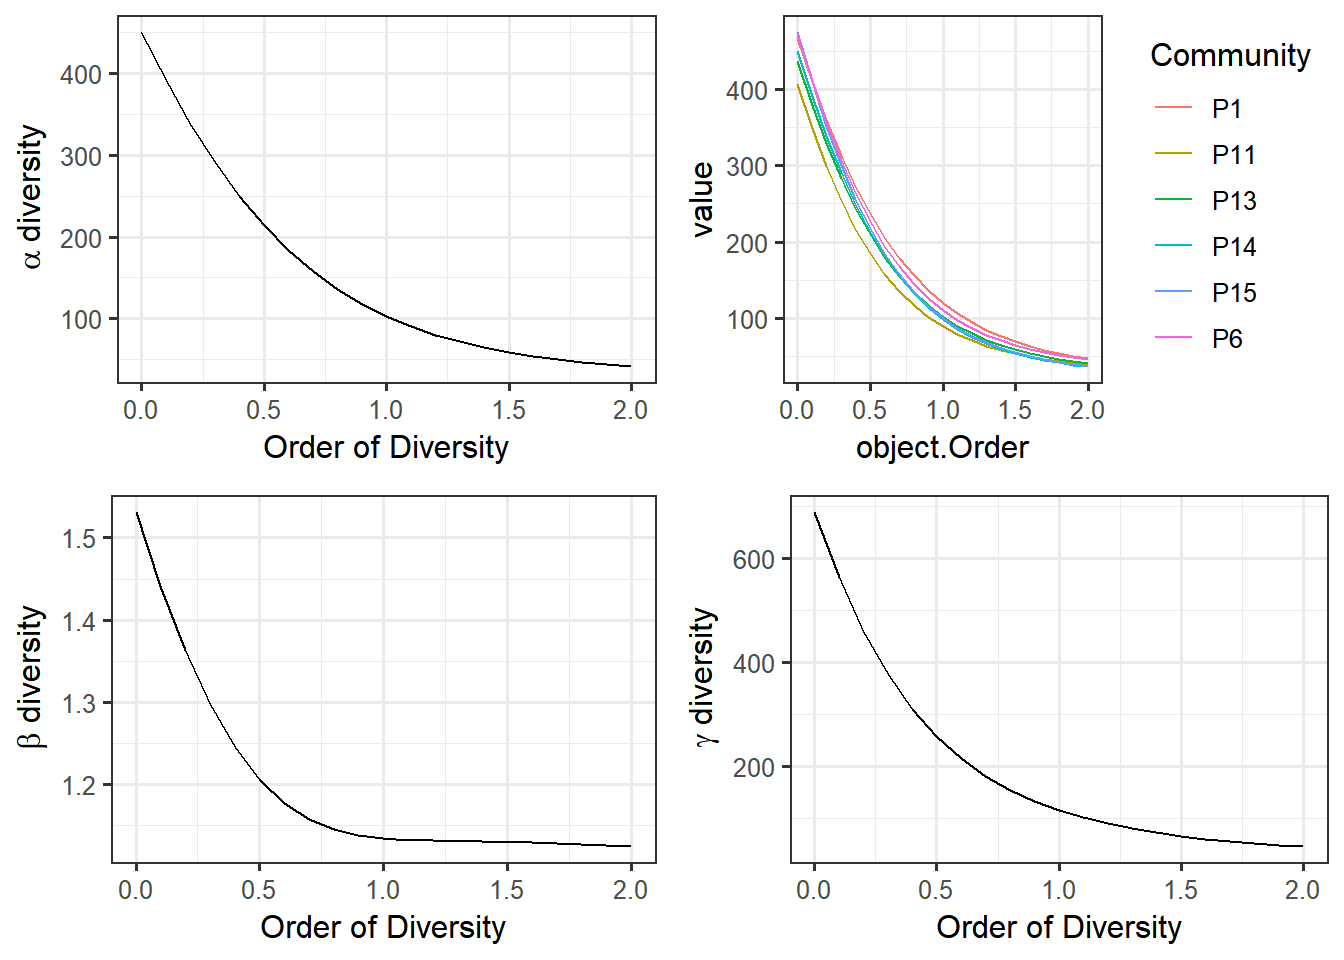 α diversity
400
300
200
100
0.0 0.5 1.0 1.5 2.0
Order of Diversity
value
400
300
200
100
0.0 0.5 1.0 1.5 2.0
object.Order
Community
P1
P11
P13
P14
P15
P6
β diversity
1.5
1.4
1.3
1.2
0.0 0.5 1.0 1.5 2.0
Order of Diversity
γ diversity
600
400
200
0.0 0.5 1.0 1.5 2.0
Order of Diversity